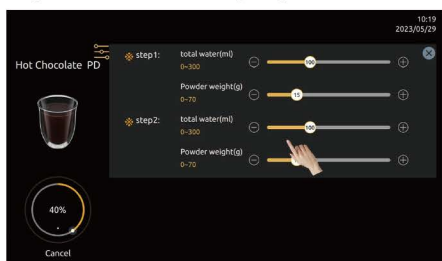 10:19
2023/05/29
Hot Chocolate PD
step1:
total water(ml)
0~300
100
Powder weight(g)
0~70
15
step2:
total water(ml)
0~300
100
Powder weight(g)
0~70
40%
Cancel